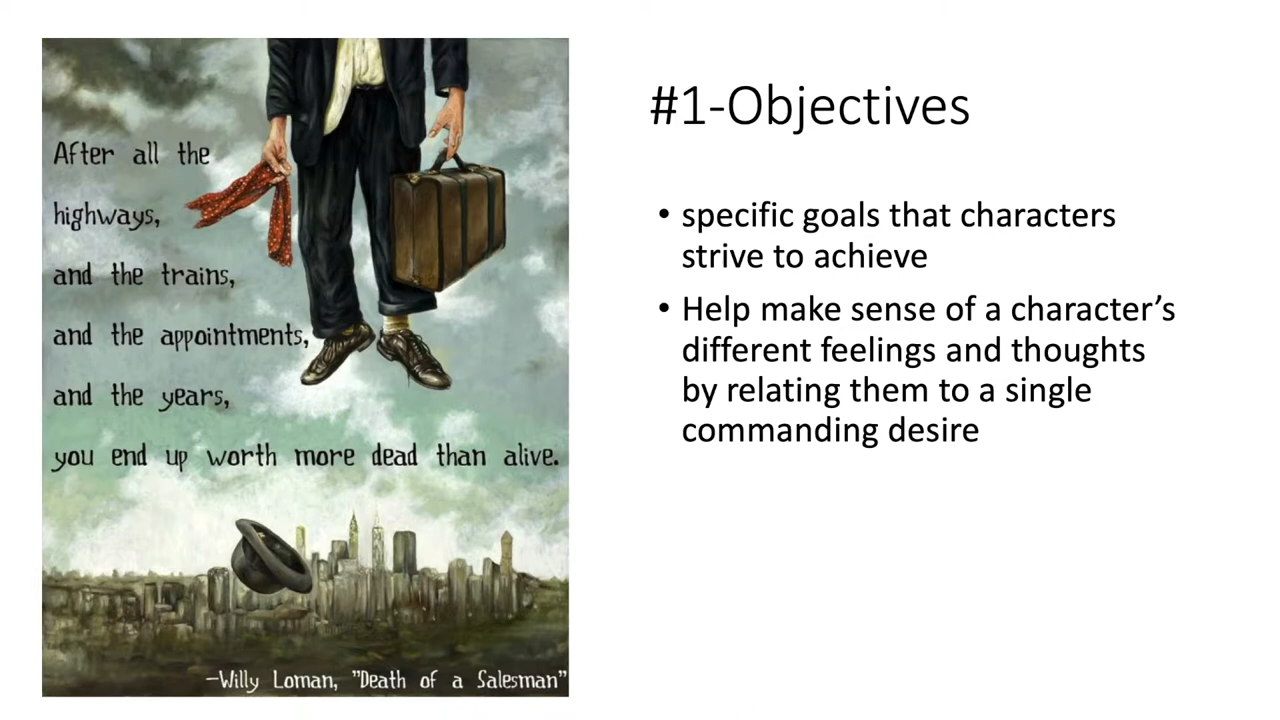 After all the
highways,
and the trains,
and the appointments,
and the years,
you end up worth more dead than alive.
—Willy Loman, "Death of a Salesman"
#1-Objectives
• specific goals that characters
strive to achieve
• Help make sense of a character’s
different feelings and thoughts
by relating them to a single
commanding desire